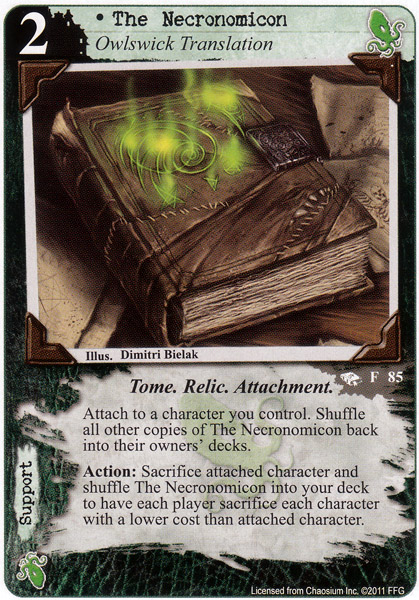 2
• The Necronomicon
Owlswick Translation
Illus. Dimitri Bielak
Tome. Relic. Attachment.
F 85
Attach to a character you control. Shuffle
all other copies of The Necronomicon back
into their owners' decks.
Action: Sacrifice attached character and
shuffle The Necronomicon into your deck
to have each player sacrifice each character
with a lower cost than attached character.
Support
Licensed from Chaosium Inc. ©2011 FFG